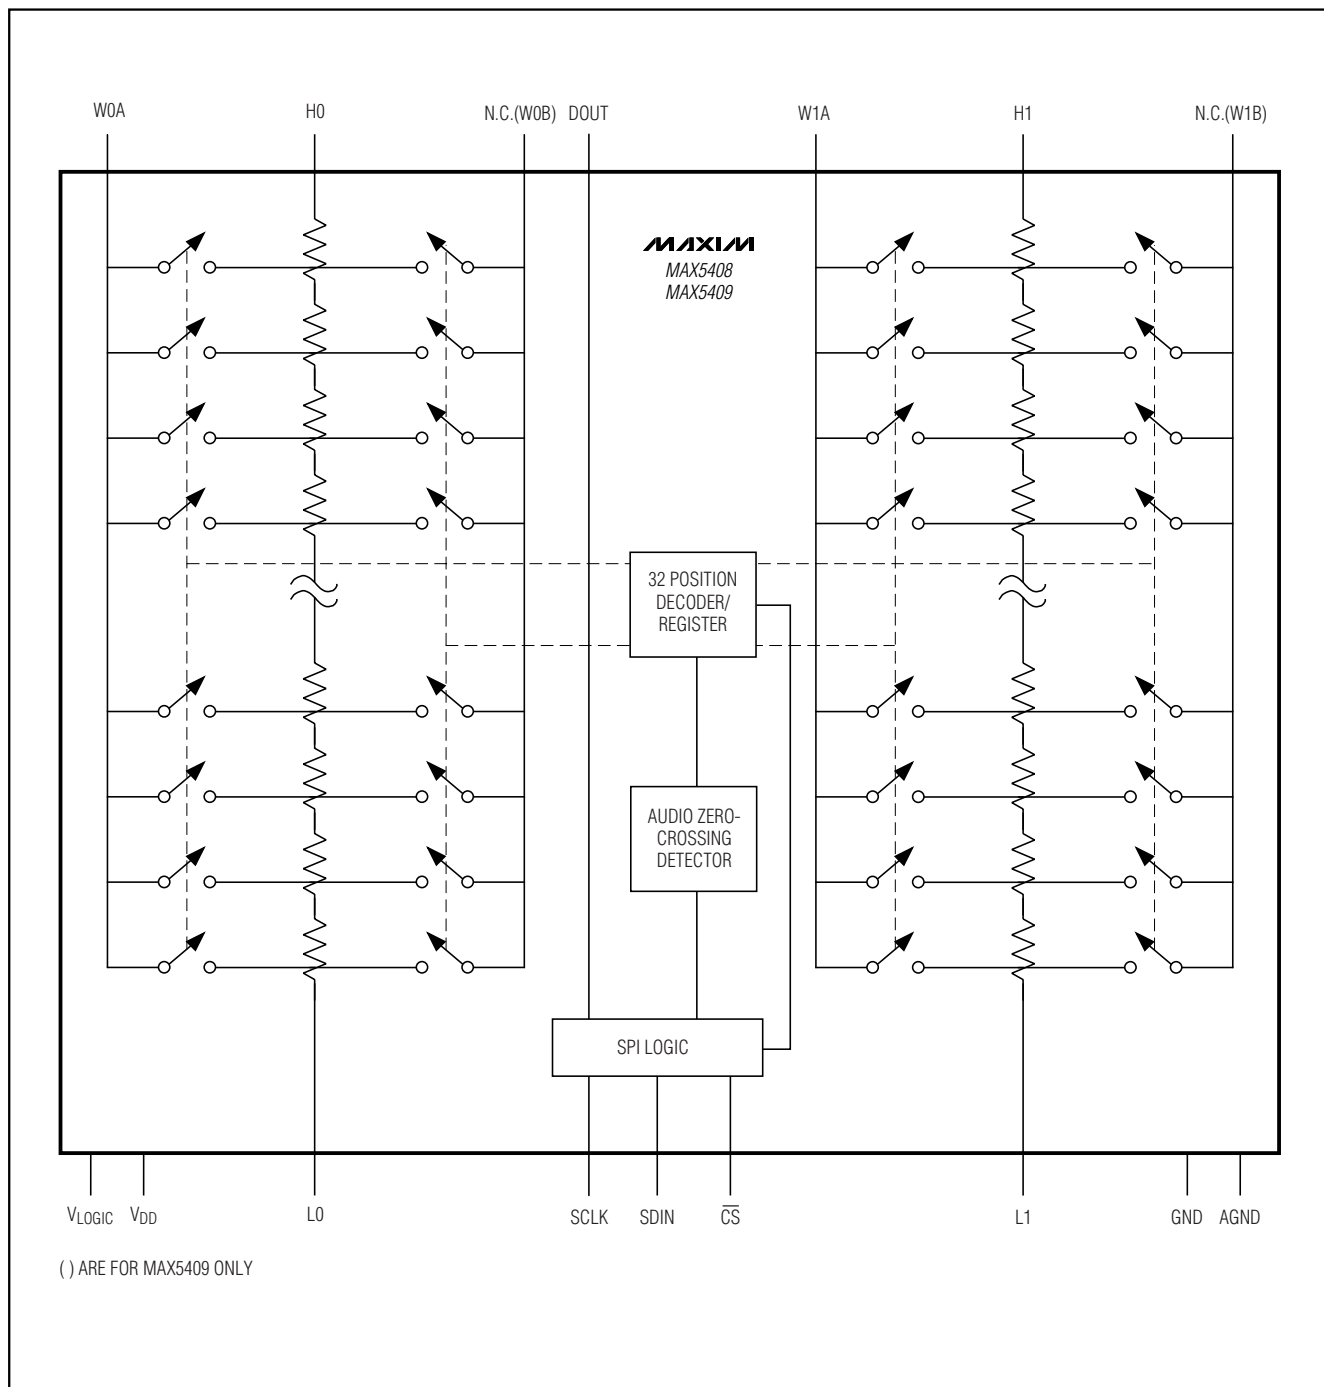 W0A
H0
N.C.(W0B)
DOUT
W1A
H1
N.C.(W1B)
MAXIM
MAX5408
MAX5409
32 POSITION
DECODER/
REGISTER
AUDIO ZERO-
CROSSING
DETECTOR
SPI LOGIC
VLOGIC
VDD
L0
SCLK
SDIN
C̅S̅
L1
GND
AGND
( ) ARE FOR MAX5409 ONLY